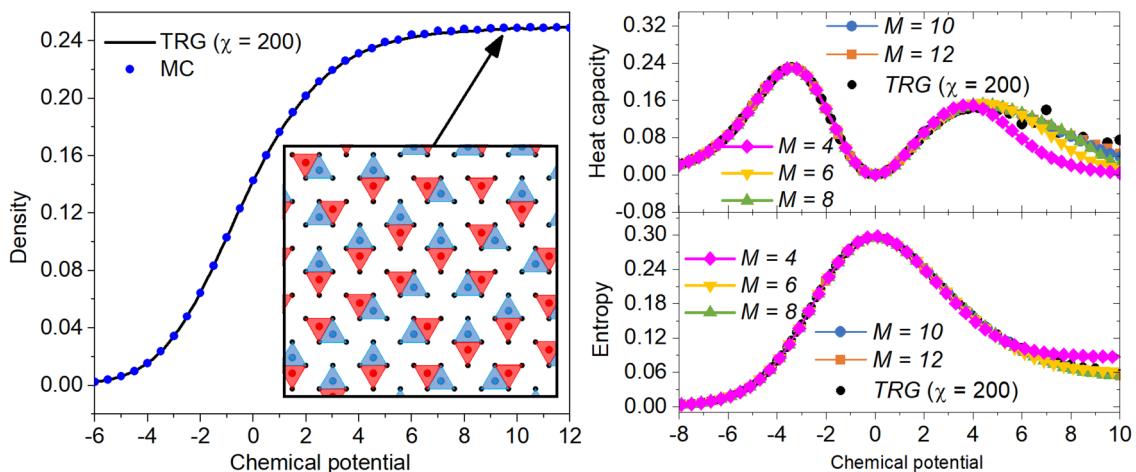 0.24
0.20
0.16
0.12
0.08
0.04
0.00
Density
TRG (χ = 200)
MC
-6 -4 -2 0 2 4 6 8 10 12
Chemical potential
0.32
0.24
0.16
0.08
0.00
-0.08
Heat capacity
M = 10
M = 12
TRG (χ = 200)
M = 4
M = 6
M = 8
0.30
0.24
0.18
0.12
0.06
0.00
Entropy
M = 4
M = 6
M = 8
M = 10
M = 12
TRG (χ = 200)
-8 -6 -4 -2 0 2 4 6 8 10
Chemical potential